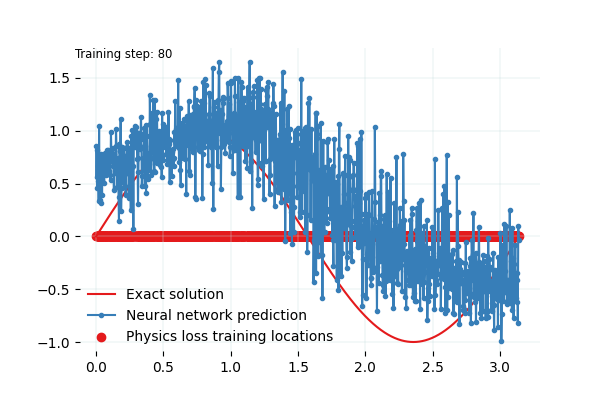 Training step: 80
1.5
1.0
0.5
0.0
−0.5
−1.0
Exact solution
Neural network prediction
Physics loss training locations
0.0 0.5 1.0 1.5 2.0 2.5 3.0